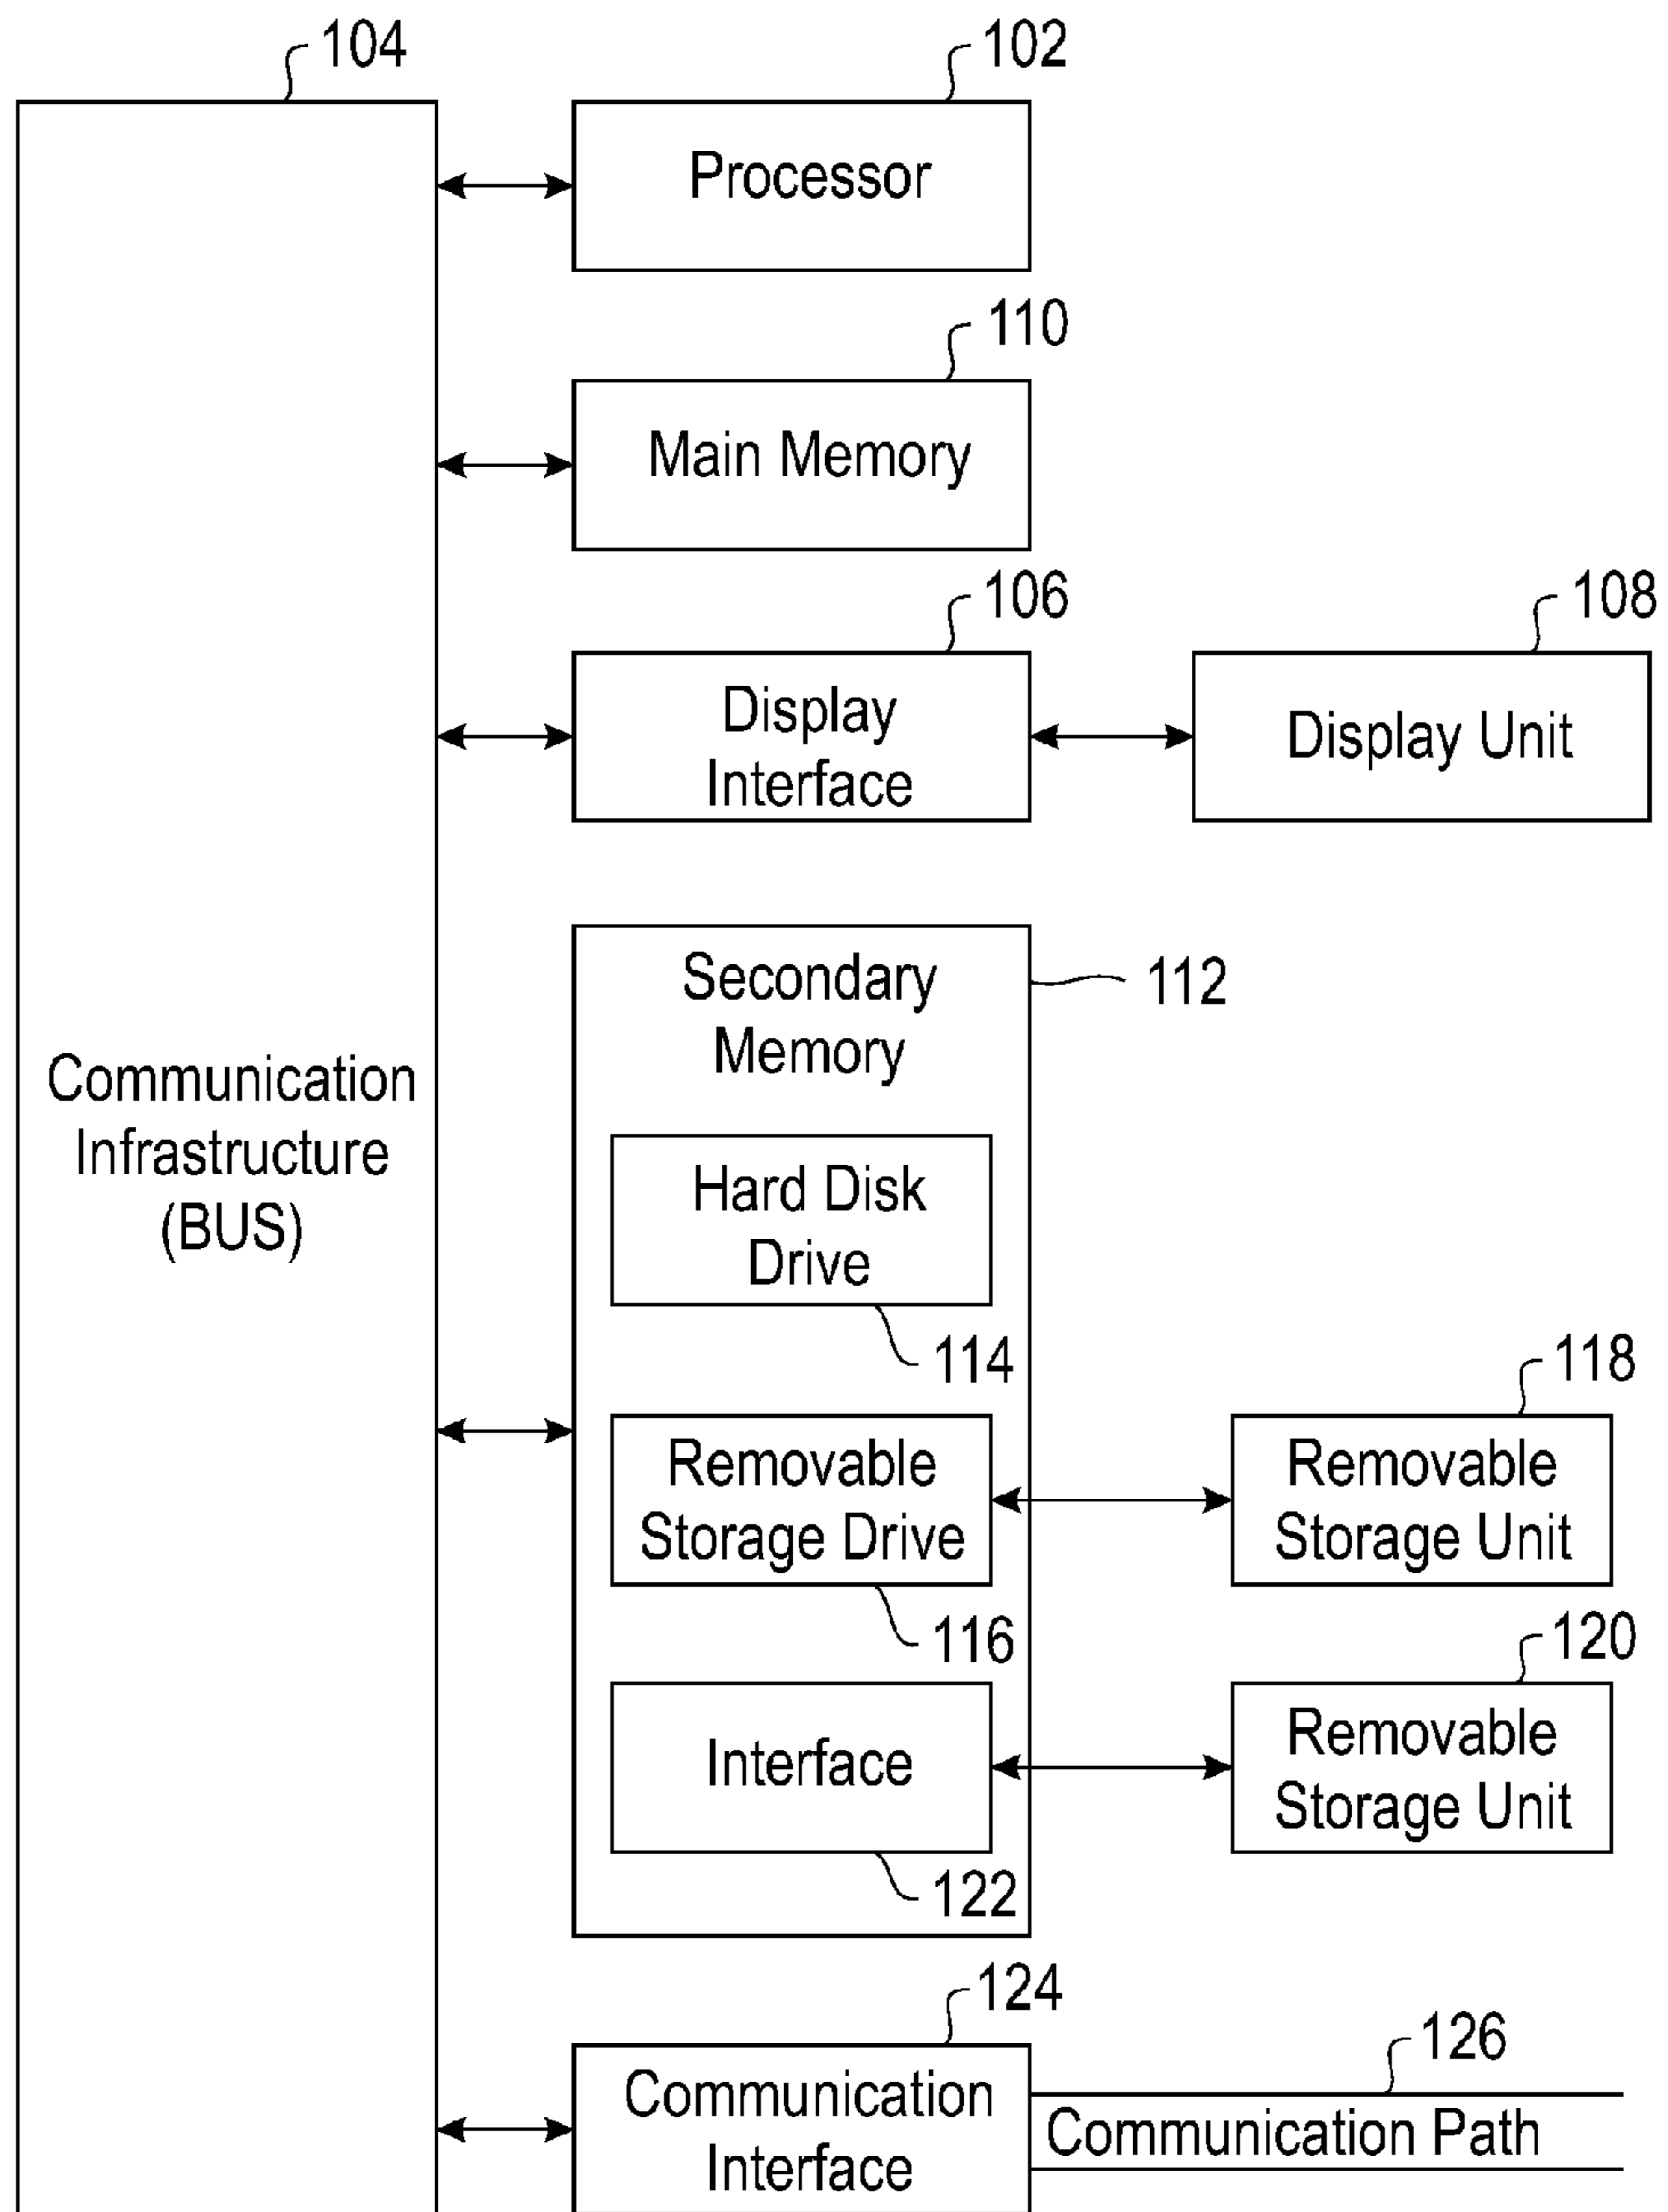 104
102
Processor
110
Main Memory
106
108
Display
Interface
Display Unit
Secondary
Memory
112
Communication
Infrastructure
(BUS)
Hard Disk
Drive
114
118
Removable
Storage Drive
Removable
Storage Unit
116
120
Interface
Removable
Storage Unit
122
124
126
Communication
Interface
Communication Path